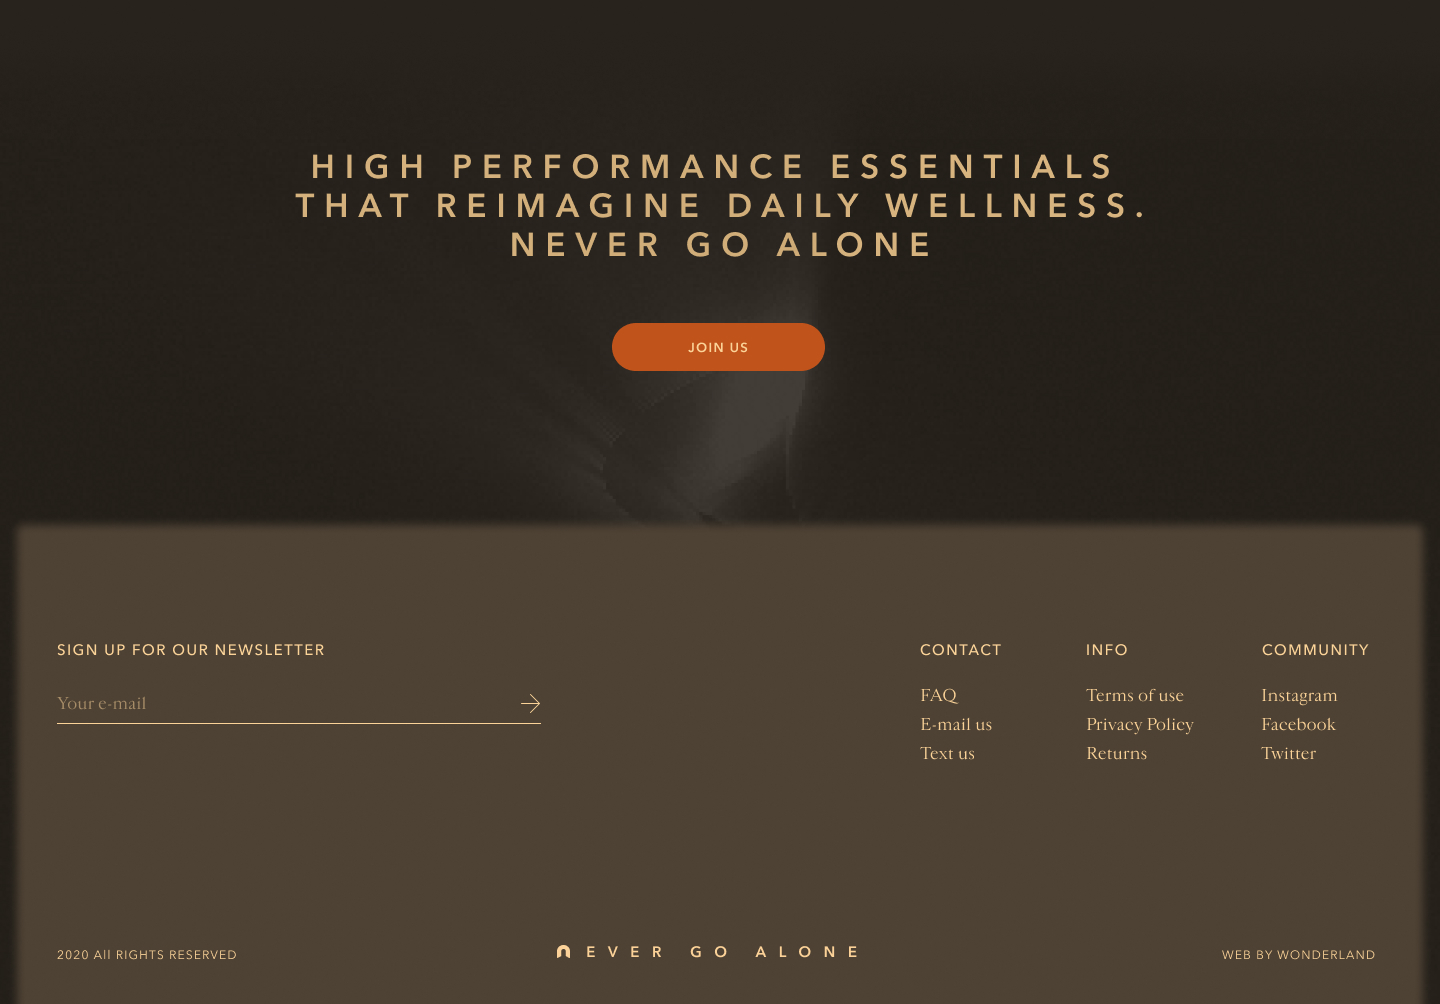 HIGH PERFORMANCE ESSENTIALS
THAT REIMAGINE DAILY WELLNESS.
NEVER GO ALONE
JOIN US
SIGN UP FOR OUR NEWSLETTER
Your e-mail
CONTACT
FAQ
E-mail us
Text us
INFO
Terms of use
Privacy Policy
Returns
COMMUNITY
Instagram
Facebook
Twitter
2020 All RIGHTS RESERVED
NEVER GO ALONE
WEB BY WONDERLAND